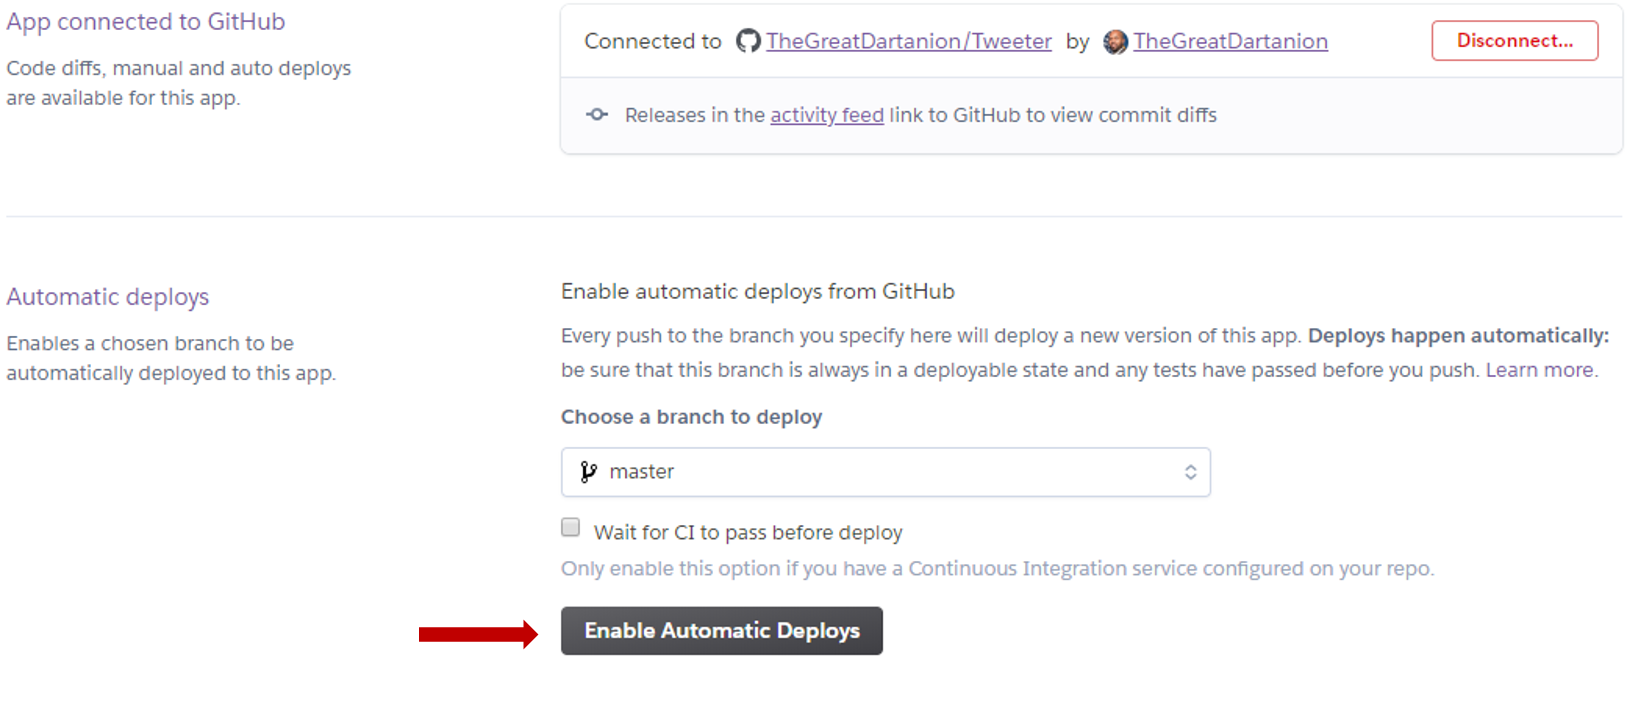 App connected to GitHub
Code diffs, manual and auto deploys
are available for this app.
Connected to TheGreatDartanion/Tweeter by TheGreatDartanion
Disconnect...
Releases in the activity feed link to GitHub to view commit diffs
Automatic deploys
Enables a chosen branch to be
automatically deployed to this app.
Enable automatic deploys from GitHub
Every push to the branch you specify here will deploy a new version of this app. Deploys happen automatically:
be sure that this branch is always in a deployable state and any tests have passed before you push. Learn more.
Choose a branch to deploy
master
Wait for CI to pass before deploy
Only enable this option if you have a Continuous Integration service configured on your repo.
Enable Automatic Deploys